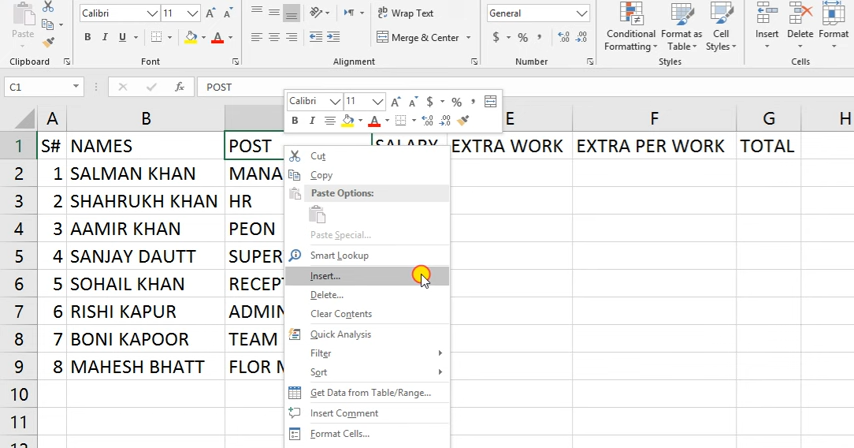 Calibri 11
Wrap Text
General
Paste
B I U
A
Merge & Center
$ % ,
Conditional Formatting
Format as Table
Cell Styles
Insert Delete Format
Clipboard Font Alignment Number Styles Cells
C1 fx POST
Calibri 11 A A $ % ,
B I A
A B E F G H
1 S# NAMES POST SALARY EXTRA WORK EXTRA PER WORK TOTAL
2 1 SALMAN KHAN MANA
3 2 SHAHRUKH KHAN HR
4 3 AAMIR KHAN PEON
5 4 SANJAY DAUTT SUPER
6 5 SOHAIL KHAN RECEPT
7 6 RISHI KAPUR ADMIN
8 7 BONI KAPOOR TEAM
9 8 MAHESH BHATT FLOR
10
11
12
Cut
Copy
Paste Options:
Paste Special...
Smart Lookup
Insert...
Delete...
Clear Contents
Quick Analysis
Filter
Sort
Get Data from Table/Range...
Insert Comment
Format Cells...